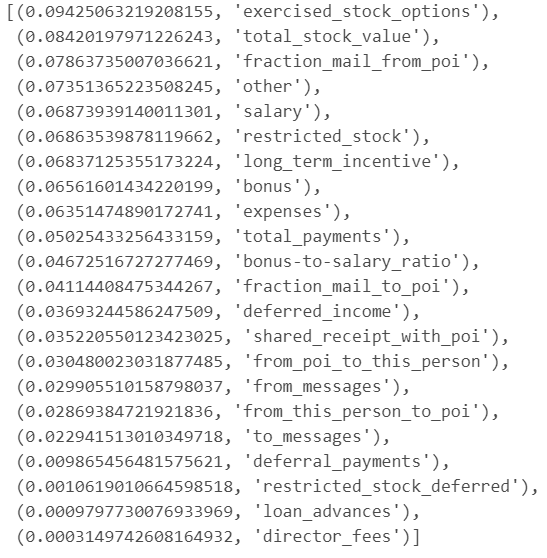 [(0.09425063219208155, 'exercised_stock_options'),
(0.08420197971226243, 'total_stock_value'),
(0.07863735007036621, 'fraction_mail_from_poi'),
(0.07351365223508245, 'other'),
(0.06873939140011301, 'salary'),
(0.06863539878119662, 'restricted_stock'),
(0.06837125355173224, 'long_term_incentive'),
(0.06561601434220199, 'bonus'),
(0.06351474890172741, 'expenses'),
(0.05025433256433159, 'total_payments'),
(0.04672516727277469, 'bonus-to-salary_ratio'),
(0.04114408475344267, 'fraction_mail_to_poi'),
(0.03693244586247509, 'deferred_income'),
(0.035220550123423025, 'shared_receipt_with_poi'),
(0.030480023031877485, 'from_poi_to_this_person'),
(0.029905510158798037, 'from_messages'),
(0.02869384721921836, 'from_this_person_to_poi'),
(0.022941513010349718, 'to_messages'),
(0.009865456481575621, 'deferral_payments'),
(0.0010619010664598518, 'restricted_stock_deferred'),
(0.0009797730076933969, 'loan_advances'),
(0.0003149742608164932, 'director_fees')]